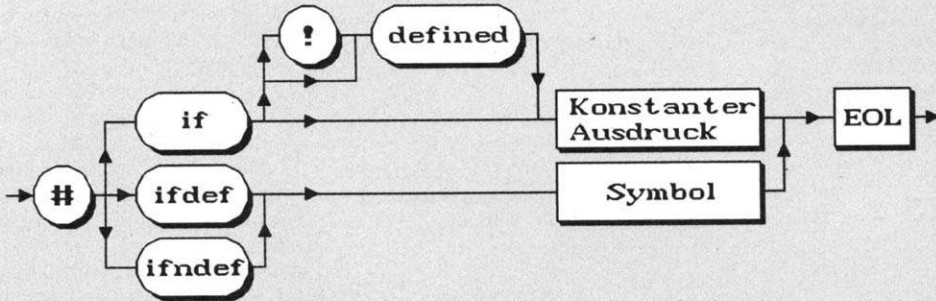 ! defined
if Konstanter
Ausdruck EOL
# ifdef Symbol
ifndef